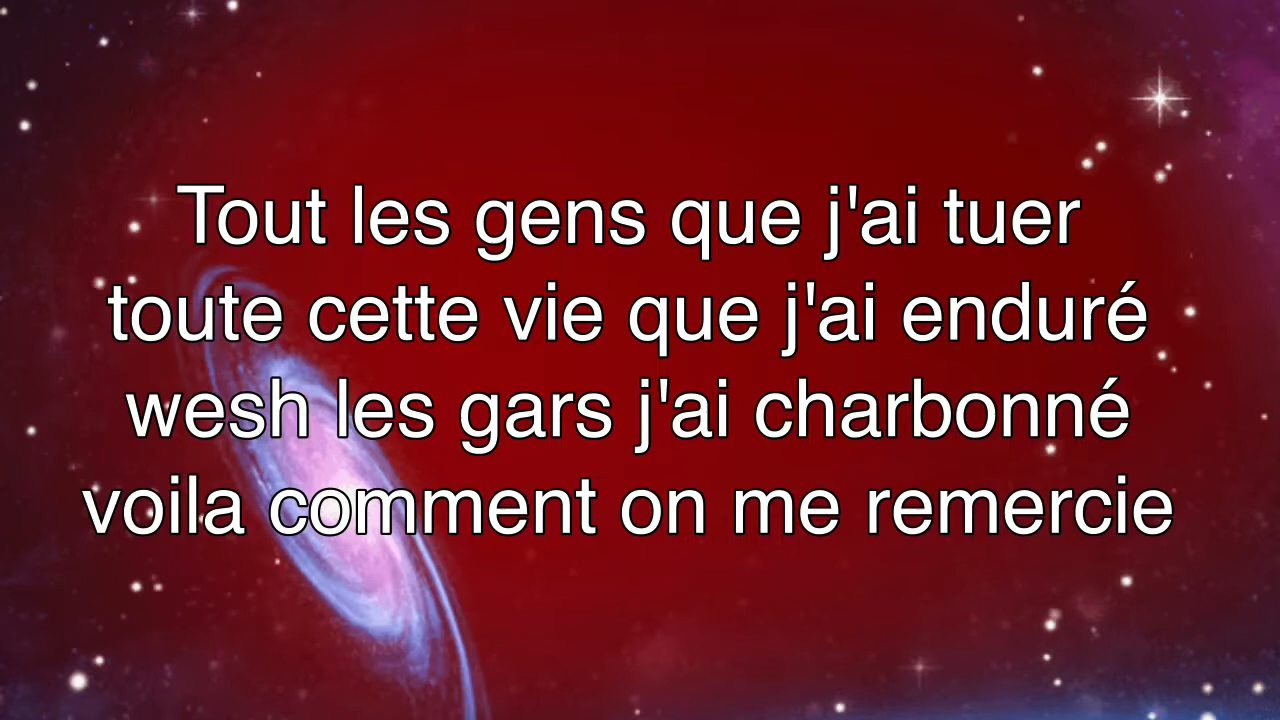 Tout les gens que j'ai tuer
toute cette vie que j'ai enduré
wesh les gars j'ai charbonné
voila comment on me remercie